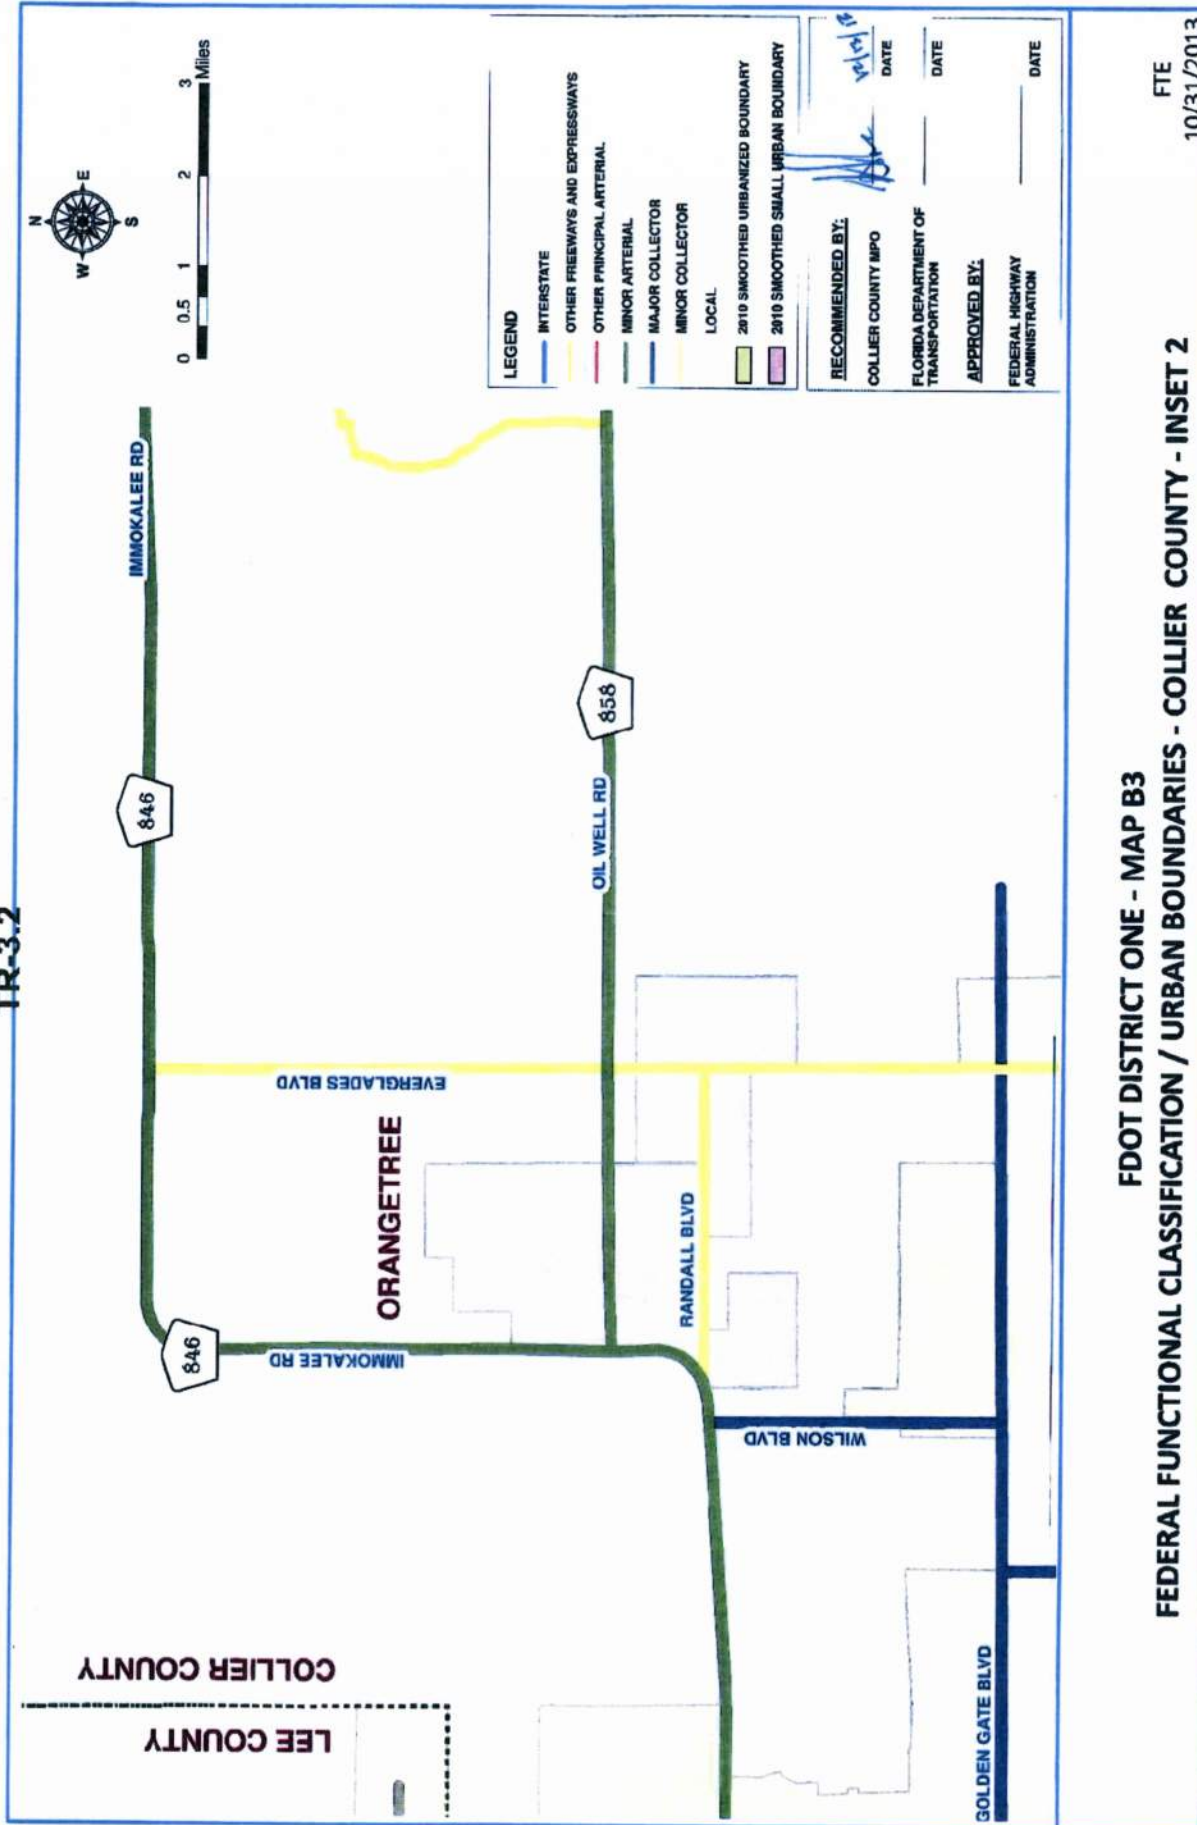 TR-3.2
N
W
E
S
0 0.5 1 2 3
Miles
IMMOKALEE RD
846
846
IMMOKALEE RD
EVERGLADES BLVD
ORANGETREE
OIL WELL RD
858
RANDALL BLVD
WILSON BLVD
GOLDEN GATE BLVD
COLLIER COUNTY
LEE COUNTY
LEGEND
INTERSTATE
OTHER FREEWAYS AND EXPRESSWAYS
OTHER PRINCIPAL ARTERIAL
MINOR ARTERIAL
MAJOR COLLECTOR
MINOR COLLECTOR
LOCAL
2010 SMOOTHED URBANIZED BOUNDARY
2010 SMOOTHED SMALL URBAN BOUNDARY
RECOMMENDED BY:
COLLIER COUNTY MPO
DATE
FLORIDA DEPARTMENT OF
TRANSPORTATION
DATE
APPROVED BY:
FEDERAL HIGHWAY
ADMINISTRATION
DATE
FDOT DISTRICT ONE - MAP B3
FEDERAL FUNCTIONAL CLASSIFICATION / URBAN BOUNDARIES - COLLIER COUNTY - INSET 2
FTE
10/31/2013